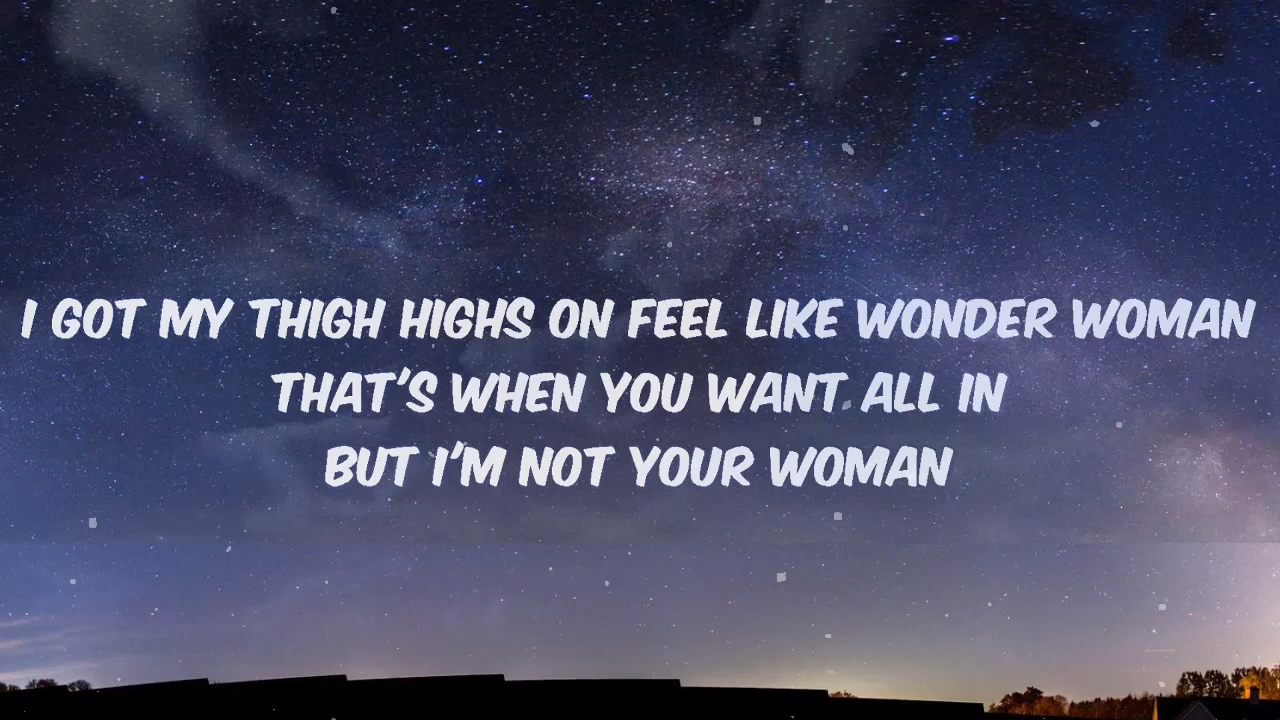 I GOT MY THIGH HIGHS ON FEEL LIKE WONDER WOMAN
THAT'S WHEN YOU WANT ALL IN
BUT I'M NOT YOUR WOMAN